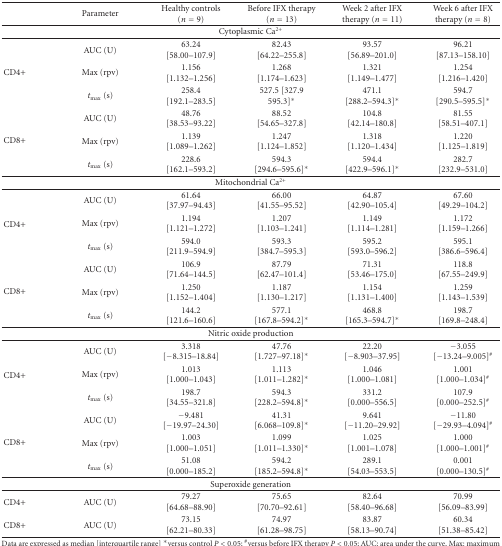 Parameter Healthy controls (n = 9) Before IFX therapy (n = 13) Week 2 after IFX therapy (n = 11) Week 6 after IFX therapy (n = 8)
Cytoplasmic Ca2+
CD4+
AUC (U) 63.24 [58.00–107.9] 82.43 [64.22–255.8] 93.57 [56.89–201.0] 96.21 [87.13–158.10]
Max (rpv) 1.156 [1.132–1.256] 1.268 [1.174–1.623] 1.321 [1.149–1.477] 1.254 [1.216–1.420]
tmax (s) 258.4 [192.1–283.5] 527.5 [327.9 595.3]* 471.1 [288.2–594.3]* 594.7 [290.5–595.5]*
CD8+
AUC (U) 48.76 [38.53–93.22] 88.52 [54.65–327.8] 104.8 [42.14–180.8] 81.55 [58.51–407.1]
Max (rpv) 1.139 [1.089–1.262] 1.247 [1.124–1.852] 1.318 [1.120–1.434] 1.220 [1.125–1.819]
tmax (s) 228.6 [162.1–593.2] 594.3 [294.6–595.6]* 594.4 [422.9–596.1]* 282.7 [232.9–531.0]
Mitochondrial Ca2+
CD4+
AUC (U) 61.64 [37.97–94.43] 66.00 [41.55–95.52] 64.87 [42.90–105.4] 67.60 [49.29–104.2]
Max (rpv) 1.194 [1.121–1.272] 1.207 [1.103–1.241] 1.149 [1.114–1.281] 1.172 [1.159–1.266]
tmax (s) 594.0 [211.9–594.9] 593.3 [384.7–595.3] 595.2 [593.0–596.2] 595.1 [386.6–596.4]
CD8+
AUC (U) 106.9 [71.64–144.5] 87.79 [62.47–101.4] 71.31 [53.46–175.0] 118.8 [67.55–249.9]
Max (rpv) 1.250 [1.152–1.404] 1.187 [1.130–1.217] 1.154 [1.131–1.400] 1.259 [1.143–1.539]
tmax (s) 144.2 [121.6–160.6] 577.1 [167.8–594.2]* 468.8 [165.3–594.7]* 198.7 [169.8–248.4]
Nitric oxide production
CD4+
AUC (U) 3.318 [−8.315–18.84] 47.76 [1.727–97.18]* 22.20 [−8.903–37.95] −3.055 [−13.24–9.005]#
Max (rpv) 1.013 [1.000–1.043] 1.113 [1.011–1.282]* 1.046 [1.000–1.081] 1.001 [1.000–1.034]#
tmax (s) 198.7 [34.55–321.8] 594.3 [228.2–594.8]* 331.2 [0.000–556.5] 107.9 [0.000–252.5]#
CD8+
AUC (U) −9.481 [−19.97–24.30] 41.31 [6.068–109.8]* 9.641 [−11.20–29.92] −11.80 [−29.93–4.094]#
Max (rpv) 1.003 [1.000–1.051] 1.099 [1.011–1.330]* 1.025 [1.001–1.078] 1.000 [1.000–1.001]#
tmax (s) 51.08 [0.000–185.2] 594.2 [185.2–594.8]* 289.1 [54.03–553.5] 0.001 [0.000–130.5]#
Superoxide generation
CD4+ AUC (U) 79.27 [64.68–88.90] 75.65 [70.70–92.61] 82.64 [58.40–96.68] 70.99 [56.09–83.99]
CD8+ AUC (U) 73.15 [62.21–80.33] 74.97 [61.28–98.75] 83.87 [58.13–90.74] 60.34 [51.38–85.42]
Data are expressed as median [interquartile range] *versus control P < 0.05; #versus before IFX therapy P < 0.05; AUC: area under the curve, Max: maximum